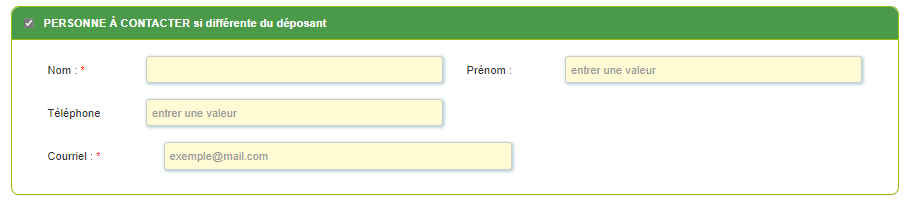 PERSONNE À CONTACTER si différente du déposant
Nom : * Prénom : entrer une valeur
Téléphone entrer une valeur
Courriel : * exemple@mail.com